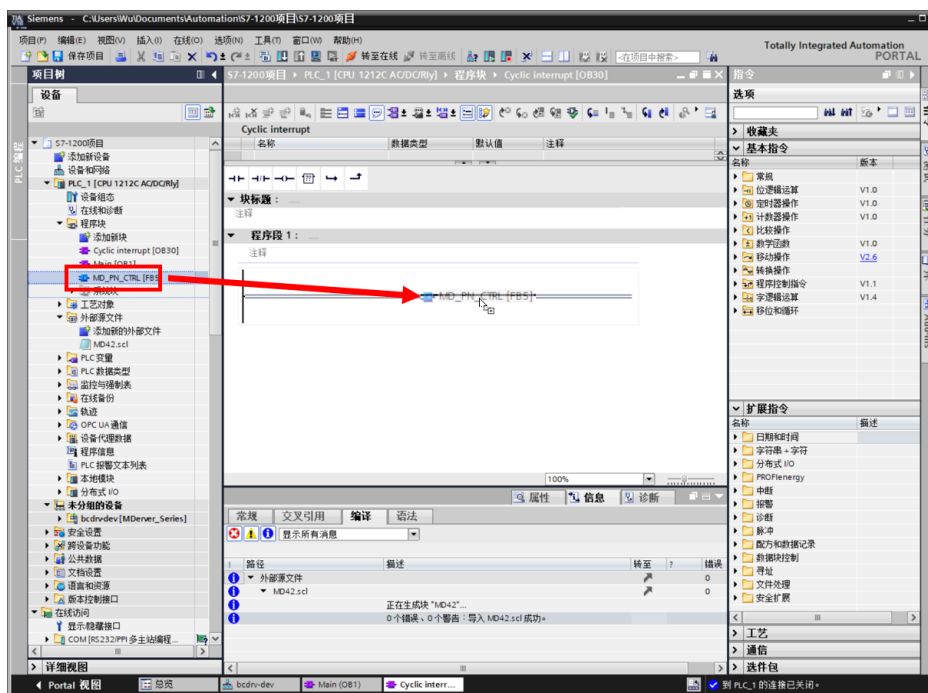 Siemens - C:\Users\Wu\Documents\Automation\S7-1200项目\S7-1200项目
项目(P) 编辑(E) 视图(V) 插入(I) 在线(O) 选项(N) 工具(T) 窗口(W) 帮助(H)
Totally Integrated Automation
PORTAL
保存项目
转至在线
转至离线
<在项目中搜索>
项目树
S7-1200项目 PLC_1 [CPU 1212C AC/DC/Rly] 程序块 Cyclic interrupt [OB30]
指令
设备
选项
PLC 编程
S7-1200项目
添加新设备
设备和网络
PLC_1 [CPU 1212C AC/DC/Rly]
设备组态
在线和诊断
程序块
添加新块
Cyclic interrupt [OB30]
Main [OB1]
MD_PN_CTRL [FB5
系统块
工艺对象
外部源文件
添加新的外部文件
MD42.scl
PLC 变量
PLC 数据类型
监控与强制表
在线备份
轨迹
OPC UA 通信
设备代理数据
程序信息
PLC 报警文本列表
本地模块
分布式 I/O
未分组的设备
bcdrvdev [MDerver_Series]
安全设置
跨设备功能
公共数据
文档设置
语言和资源
版本控制接口
在线访问
显示/隐藏接口
COM [RS232/PPI 多主站编程...
详细视图
Cyclic interrupt
名称 数据类型 默认值 注释
块标题：
注释
程序段 1：
注释
MD_PN_CTRL [FB5]
100%
属性 信息 诊断
常规 交叉引用 编译 语法
显示所有消息
! 路径 描述 转至 ? 错误
外部源文件 0
MD42.scl 0
正在生成块 "MD42"...
0 个错误、0 个警告：导入 MD42.scl 成功。
收藏夹
基本指令
名称 版本
常规
位逻辑运算 V1.0
定时器操作 V1.0
计数器操作 V1.0
比较操作
数学函数 V1.0
移动操作 V2.6
转换操作
程序控制指令 V1.1
字逻辑运算 V1.4
移位和循环
扩展指令
名称 描述
日期和时间
字符串 + 字符
分布式 I/O
PROFIenergy
中断
报警
诊断
脉冲
配方和数据记录
数据块控制
寻址
文件处理
安全扩展
工艺
通信
选件包
Portal 视图 总览 bcdrv-dev Main (OB1) Cyclic interr... 到 PLC_1 的连接已关闭。